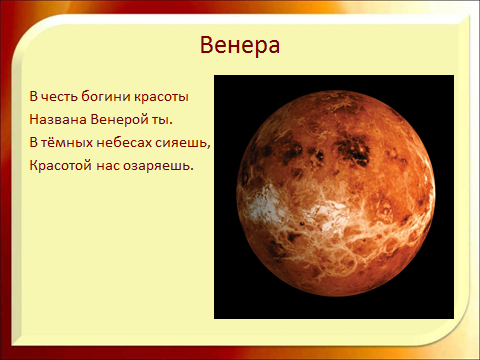 Венера
В честь богини красоты
Названа Венерой ты.
В тёмных небесах сияешь,
Красотой нас озаряешь.